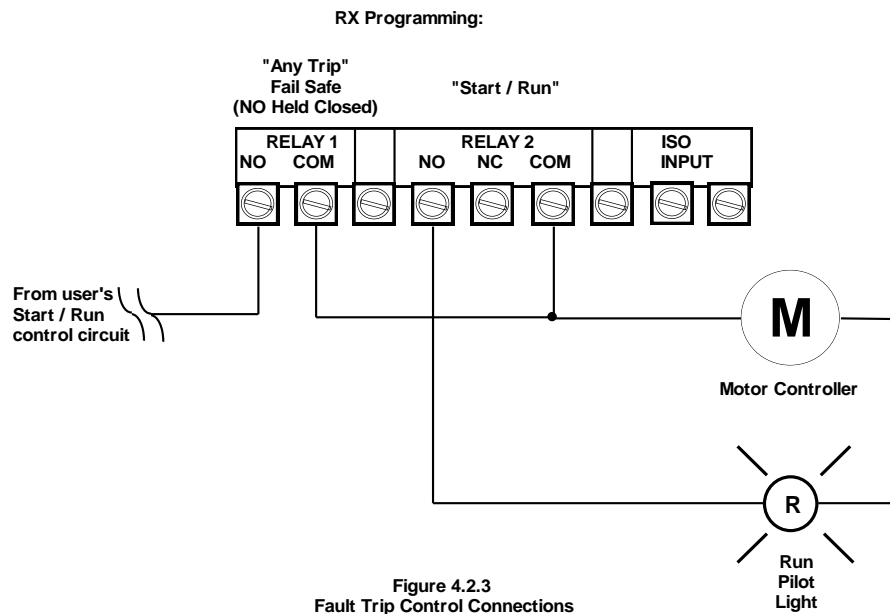 RX Programming:
"Any Trip"
Fail Safe
(NO Held Closed)
"Start / Run"
RELAY 1
NO COM
RELAY 2
NO NC COM
ISO
INPUT
From user's
Start / Run
control circuit
M
Motor Controller
R
Run
Pilot
Light
Figure 4.2.3
Fault Trip Control Connections